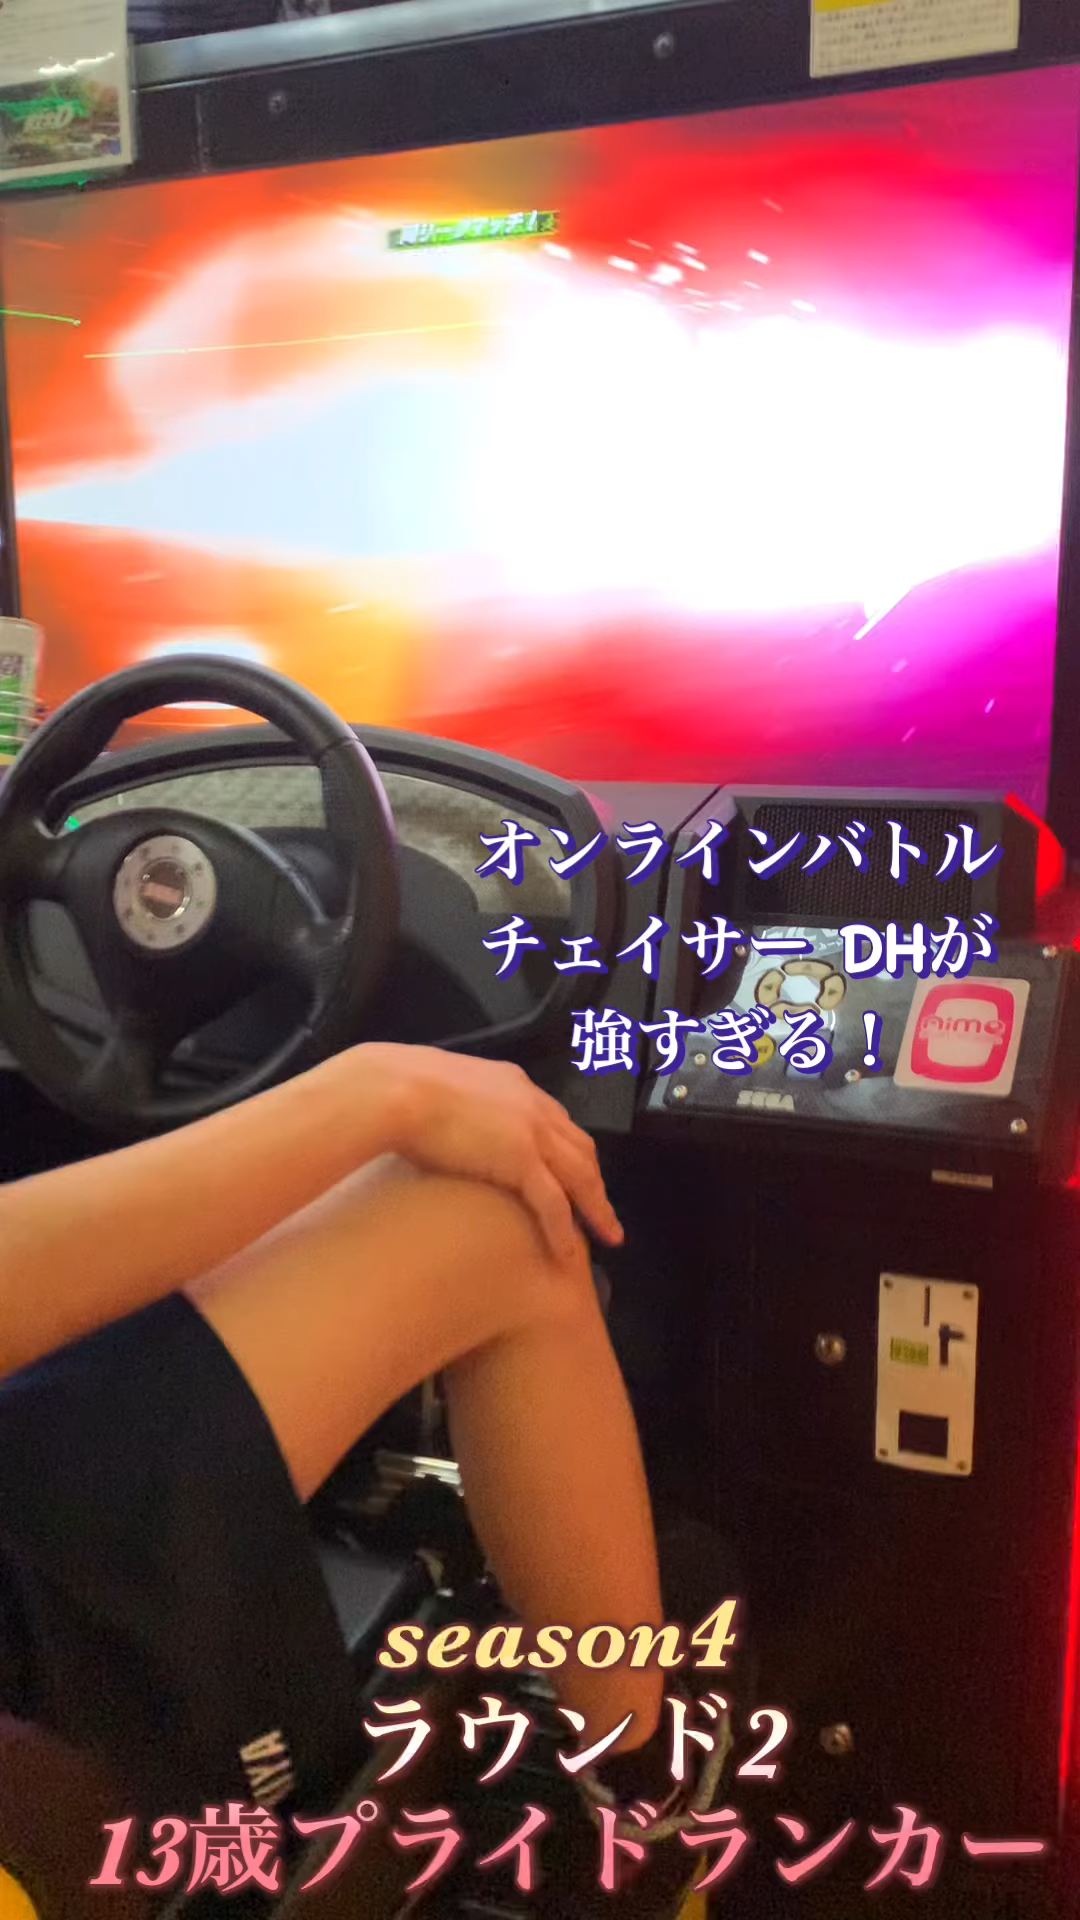 オンラインバトル
チェイサー DHが
強すぎる！
aime
SEGA
season4
ラウンド2
13歳プライドランカー